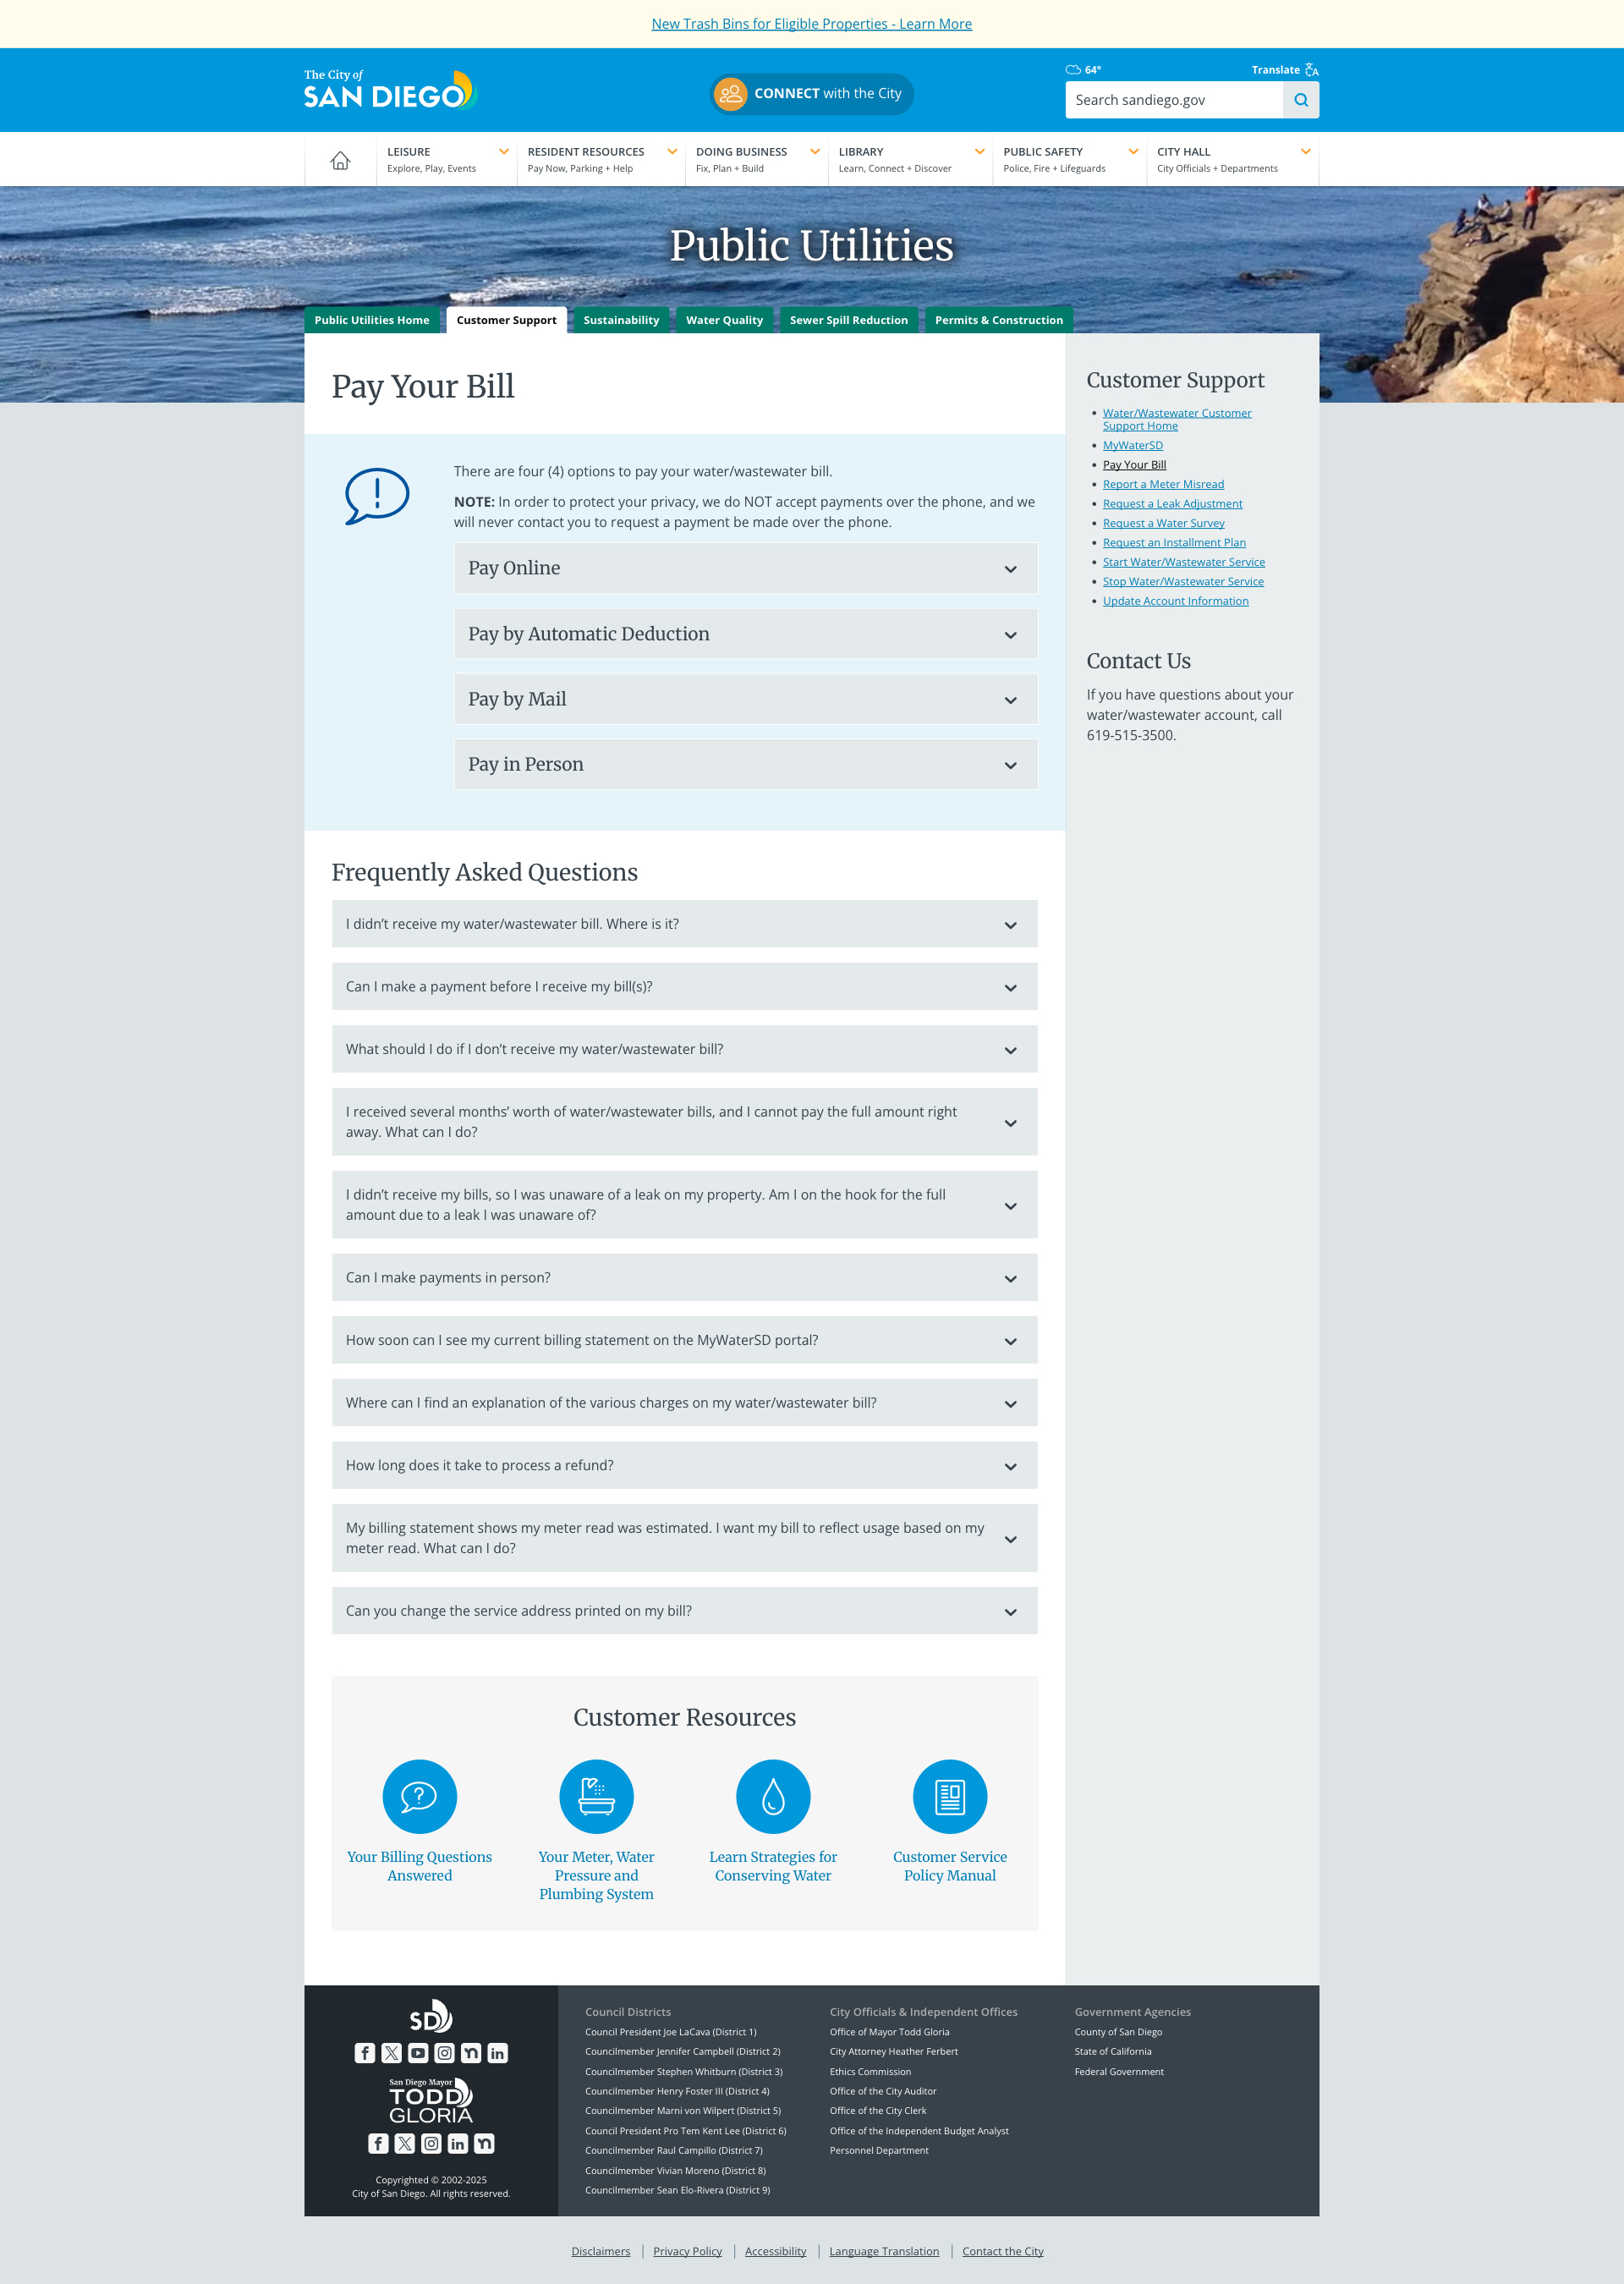 New Trash Bins for Eligible Properties - Learn More
The City of
SAN DIEGO
CONNECT with the City
64°
Translate
Search sandiego.gov
LEISURE
Explore, Play, Events
RESIDENT RESOURCES
Pay Now, Parking + Help
DOING BUSINESS
Fix, Plan + Build
LIBRARY
Learn, Connect + Discover
PUBLIC SAFETY
Police, Fire + Lifeguards
CITY HALL
City Officials + Departments
Public Utilities
Public Utilities Home
Customer Support
Sustainability
Water Quality
Sewer Spill Reduction
Permits & Construction
Pay Your Bill
There are four (4) options to pay your water/wastewater bill.
NOTE: In order to protect your privacy, we do NOT accept payments over the phone, and we
will never contact you to request a payment be made over the phone.
Pay Online
Pay by Automatic Deduction
Pay by Mail
Pay in Person
Frequently Asked Questions
I didn’t receive my water/wastewater bill. Where is it?
Can I make a payment before I receive my bill(s)?
What should I do if I don’t receive my water/wastewater bill?
I received several months’ worth of water/wastewater bills, and I cannot pay the full amount right
away. What can I do?
I didn’t receive my bills, so I was unaware of a leak on my property. Am I on the hook for the full
amount due to a leak I was unaware of?
Can I make payments in person?
How soon can I see my current billing statement on the MyWaterSD portal?
Where can I find an explanation of the various charges on my water/wastewater bill?
How long does it take to process a refund?
My billing statement shows my meter read was estimated. I want my bill to reflect usage based on my
meter read. What can I do?
Can you change the service address printed on my bill?
Customer Resources
Your Billing Questions
Answered
Your Meter, Water
Pressure and
Plumbing System
Learn Strategies for
Conserving Water
Customer Service
Policy Manual
Customer Support
Water/Wastewater Customer
Support Home
MyWaterSD
Pay Your Bill
Report a Meter Misread
Request a Leak Adjustment
Request a Water Survey
Request an Installment Plan
Start Water/Wastewater Service
Stop Water/Wastewater Service
Update Account Information
Contact Us
If you have questions about your
water/wastewater account, call
619-515-3500.
SD
San Diego Mayor
TODD
GLORIA
Copyrighted © 2002-2025
City of San Diego. All rights reserved.
Council Districts
Council President Joe LaCava (District 1)
Councilmember Jennifer Campbell (District 2)
Councilmember Stephen Whitburn (District 3)
Councilmember Henry Foster III (District 4)
Councilmember Marni von Wilpert (District 5)
Council President Pro Tem Kent Lee (District 6)
Councilmember Raul Campillo (District 7)
Councilmember Vivian Moreno (District 8)
Councilmember Sean Elo-Rivera (District 9)
City Officials & Independent Offices
Office of Mayor Todd Gloria
City Attorney Heather Ferbert
Ethics Commission
Office of the City Auditor
Office of the City Clerk
Office of the Independent Budget Analyst
Personnel Department
Government Agencies
County of San Diego
State of California
Federal Government
Disclaimers
Privacy Policy
Accessibility
Language Translation
Contact the City